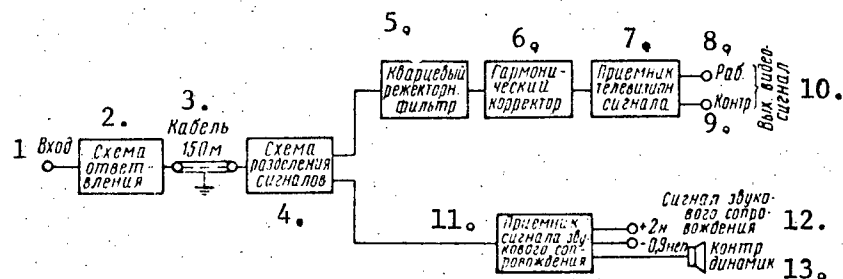 5.
6.
7.
8.
Кварцевый
режекторн.
фильтр
Гармони-
ческий
корректор
Приемник
телевизион
сигнала
Раб.
Контр
9.
Вых видео-
сигнал
10.
1 Вход
2.
Схема
ответ-
вления
3.
Кабель
150м
Схема
разделения
сигналов
4.
11.
Приемник
сигнала зву
кового соп-
ровождения
+2н
-0,9неп
Сигнал звуко-
вого сопро-
вождения
12.
Контр
динамик
13.